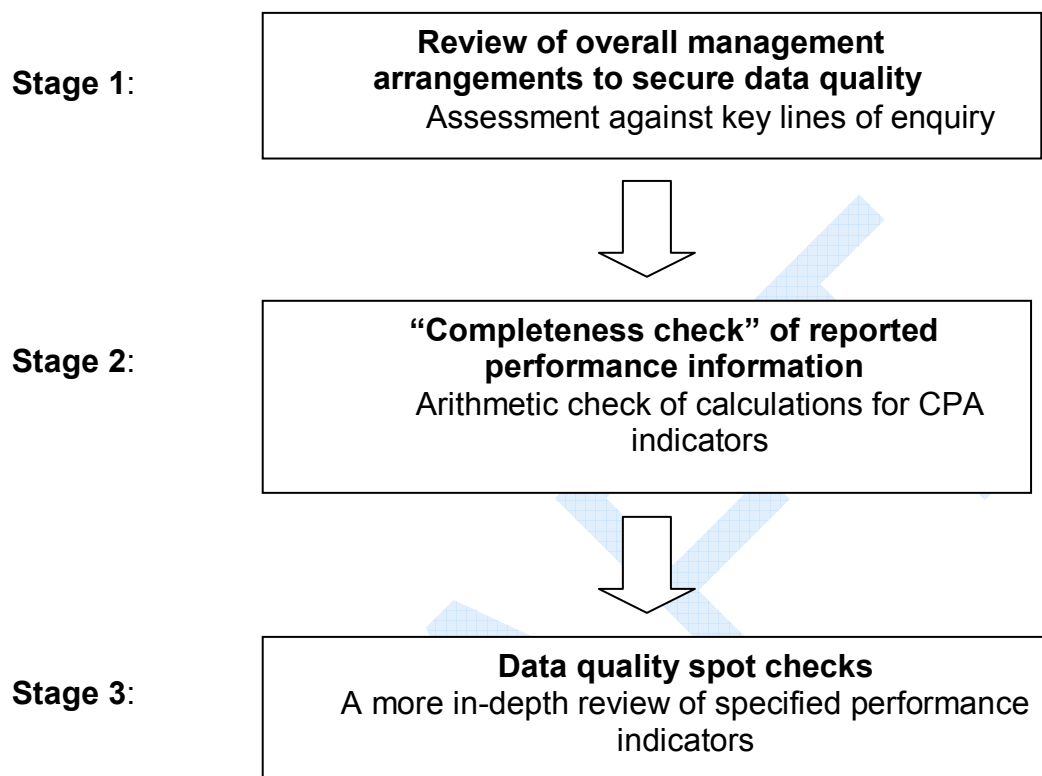 Stage 1:
Review of overall management
arrangements to secure data quality
Assessment against key lines of enquiry
Stage 2:
“Completeness check” of reported
performance information
Arithmetic check of calculations for CPA
indicators
Stage 3:
Data quality spot checks
A more in-depth review of specified performance
indicators